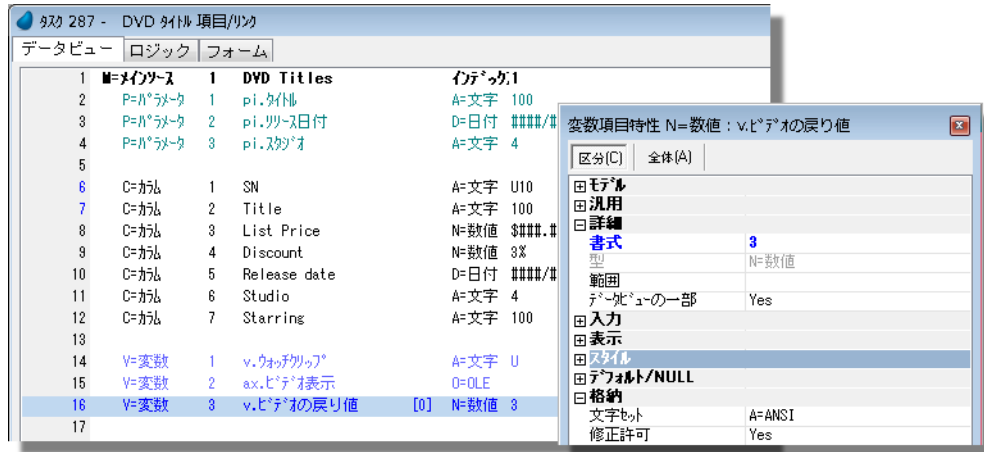 ﾀｽｸ 287 -   DVD ﾀｲﾄﾙ 項目/ﾘﾝｸ
データビュー ロジック フォーム
1 M=ﾒｲﾝｿｰｽ 1 DVD Titles ｲﾝﾃﾞｯｸ:1
2 P=ﾊﾟﾗﾒｰﾀ 1 pi.ﾀｲﾄﾙ A=文字 100
3 P=ﾊﾟﾗﾒｰﾀ 2 pi.ﾘﾘｰｽ日付 D=日付 ####/#
4 P=ﾊﾟﾗﾒｰﾀ 3 pi.ｽﾀｼﾞｵ A=文字 4
5
6 C=ｶﾗﾑ 1 SN A=文字 U10
7 C=ｶﾗﾑ 2 Title A=文字 100
8 C=ｶﾗﾑ 3 List Price N=数値 $###.#
9 C=ｶﾗﾑ 4 Discount N=数値 3%
10 C=ｶﾗﾑ 5 Release date D=日付 ####/#
11 C=ｶﾗﾑ 6 Studio A=文字 4
12 C=ｶﾗﾑ 7 Starring A=文字 100
13
14 V=変数 1 v.ｳｫｯﾁｸﾘｯﾌﾟ A=文字 U
15 V=変数 2 ax.ﾋﾞﾃﾞｵ表示 O=OLE
16 V=変数 3 v.ﾋﾞﾃﾞｵの戻り値 [0] N=数値 3
17
変数項目特性 N=数値：v.ﾋﾞﾃﾞｵの戻り値
区分(C) 全体(A)
ﾓﾃﾞﾙ
汎用
詳細
書式 3
型 N=数値
範囲
ﾃﾞｰﾀﾋﾞｭｰの一部 Yes
入力
表示
ｽﾀｲﾙ
ﾃﾞﾌｫﾙﾄ/NULL
格納
文字ｾｯﾄ A=ANSI
修正許可 Yes